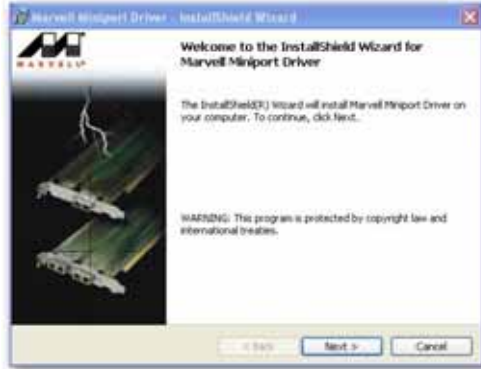 Marvell Miniport Driver - InstallShield Wizard
MARVELL®
Welcome to the InstallShield Wizard for
Marvell Miniport Driver
The InstallShield(R) Wizard will install Marvell Miniport Driver on
your computer. To continue, click Next.
WARNING: This program is protected by copyright law and
international treaties.
< Back
Next >
Cancel